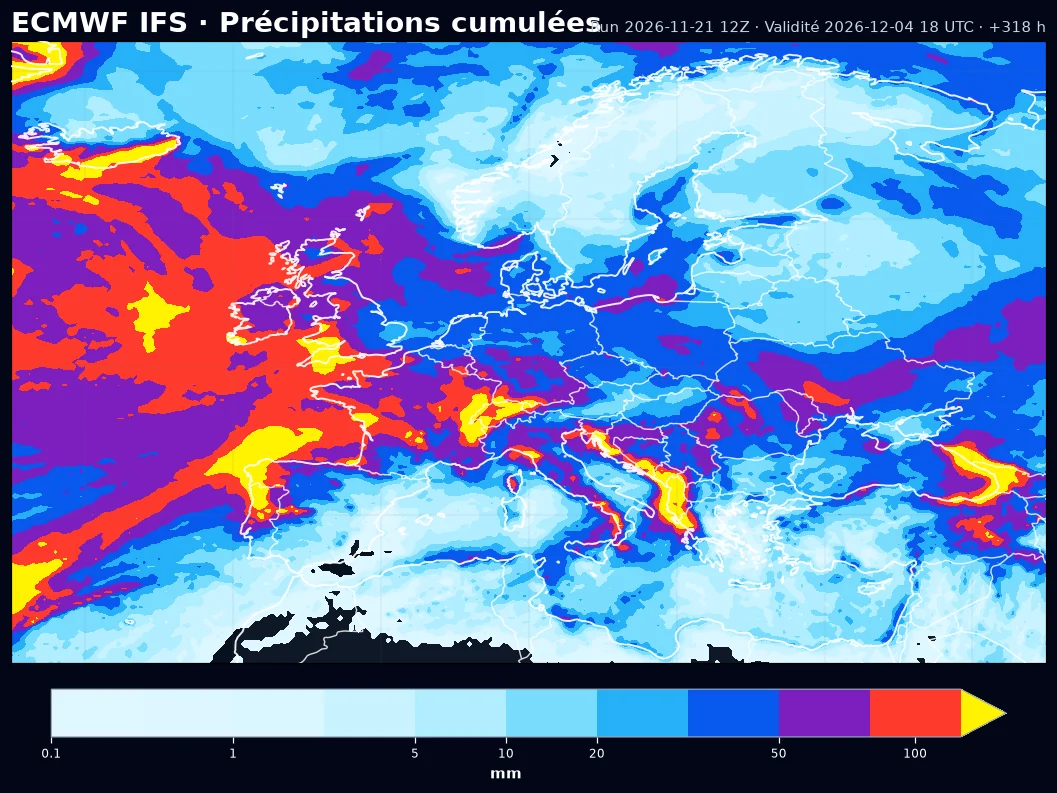 ECMWF IFS · Précipitations cumulées
Run 2026-11-21 12Z · Validité 2026-12-04 18 UTC · +318 h
0.1 1 5 10 20 50 100
mm